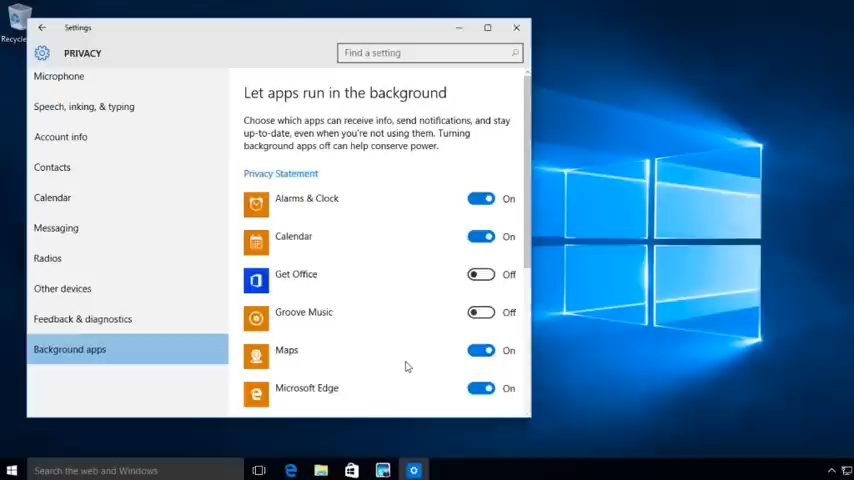 Settings
PRIVACY
Find a setting
Microphone
Speech, inking, & typing
Account info
Contacts
Calendar
Messaging
Radios
Other devices
Feedback & diagnostics
Background apps
Let apps run in the background
Choose which apps can receive info, send notifications, and stay
up-to-date, even when you're not using them. Turning
background apps off can help conserve power.
Privacy Statement
Alarms & Clock On
Calendar On
Get Office Off
Groove Music Off
Maps On
Microsoft Edge On
Recycle
Search the web and Windows